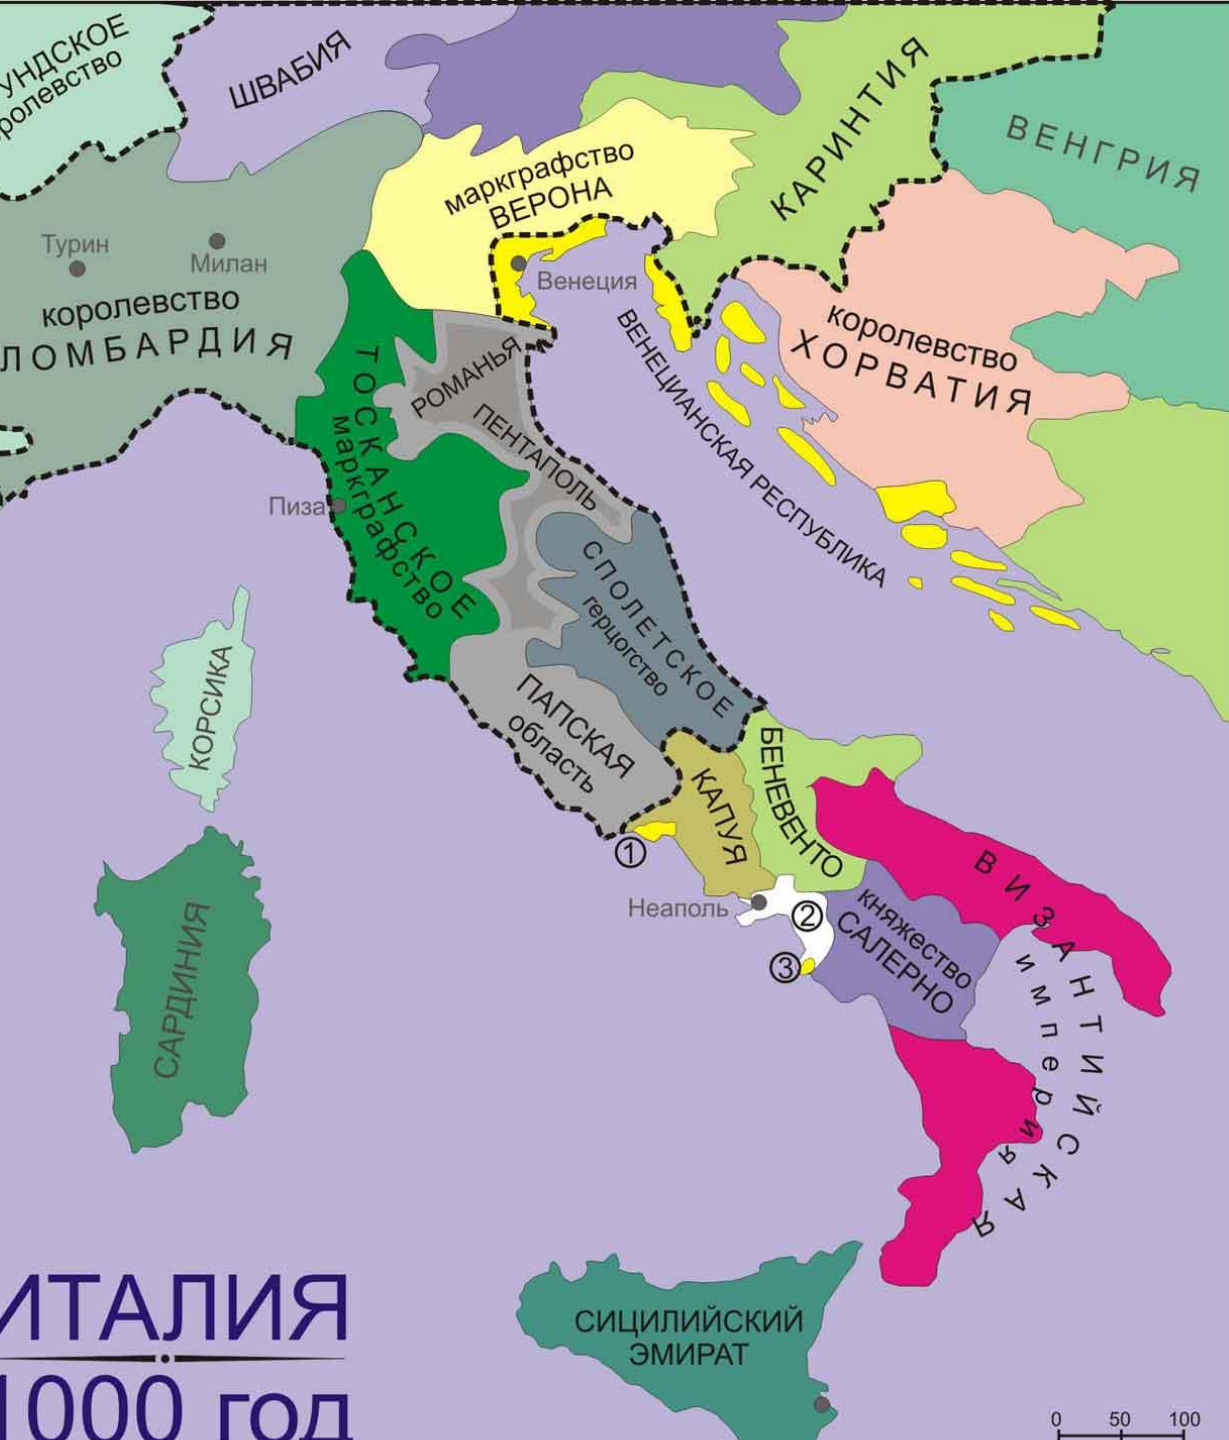 УНДСКОЕ
ролевство
ШВАБИЯ
КАРИНТИЯ
ВЕНГРИЯ
маркграфство
ВЕРОНА
Турин
Милан
Венеция
королевство
ЛОМБАРДИЯ
королевство
ХОРВАТИЯ
РОМАНЬЯ
ПЕНТАПОЛЬ
ТОСКАНСКОЕ
маркграфство
ВЕНЕЦИАНСКАЯ РЕСПУБЛИКА
Пиза
СПОЛЕТСКОЕ
герцогство
КОРСИКА
ПАПСКАЯ
область
КАПУЯ
БЕНЕВЕНТО
1
Неаполь
2
3
княжество
САЛЕРНО
ВИЗАНТИЙСКАЯ
империя
САРДИНИЯ
СИЦИЛИЙСКИЙ
ЭМИРАТ
ИТАЛИЯ
1000 год
0 50 100